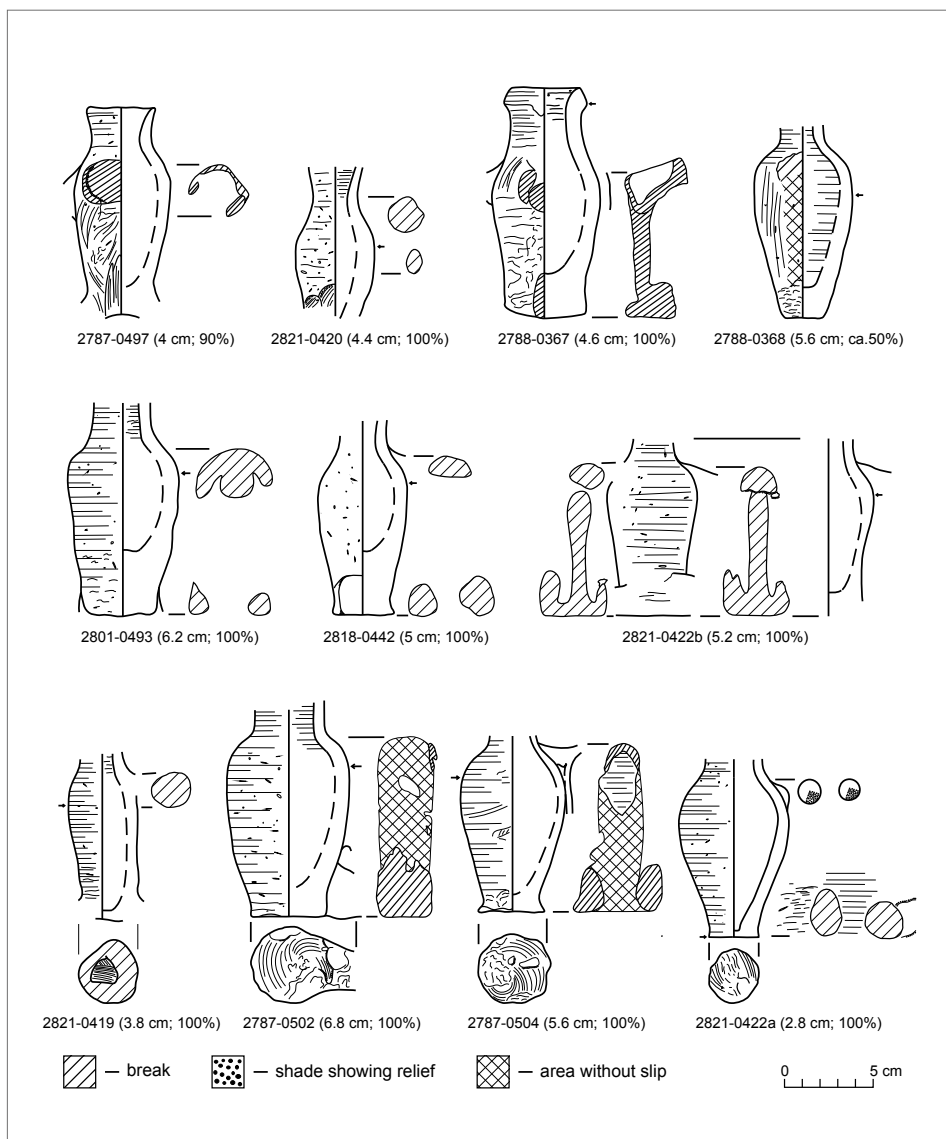 2787-0497 (4 cm; 90%) 2821-0420 (4.4 cm; 100%) 2788-0367 (4.6 cm; 100%) 2788-0368 (5.6 cm; ca.50%)
2801-0493 (6.2 cm; 100%) 2818-0442 (5 cm; 100%) 2821-0422b (5.2 cm; 100%)
2821-0419 (3.8 cm; 100%) 2787-0502 (6.8 cm; 100%) 2787-0504 (5.6 cm; 100%) 2821-0422a (2.8 cm; 100%)
– break – shade showing relief – area without slip 0 5 cm